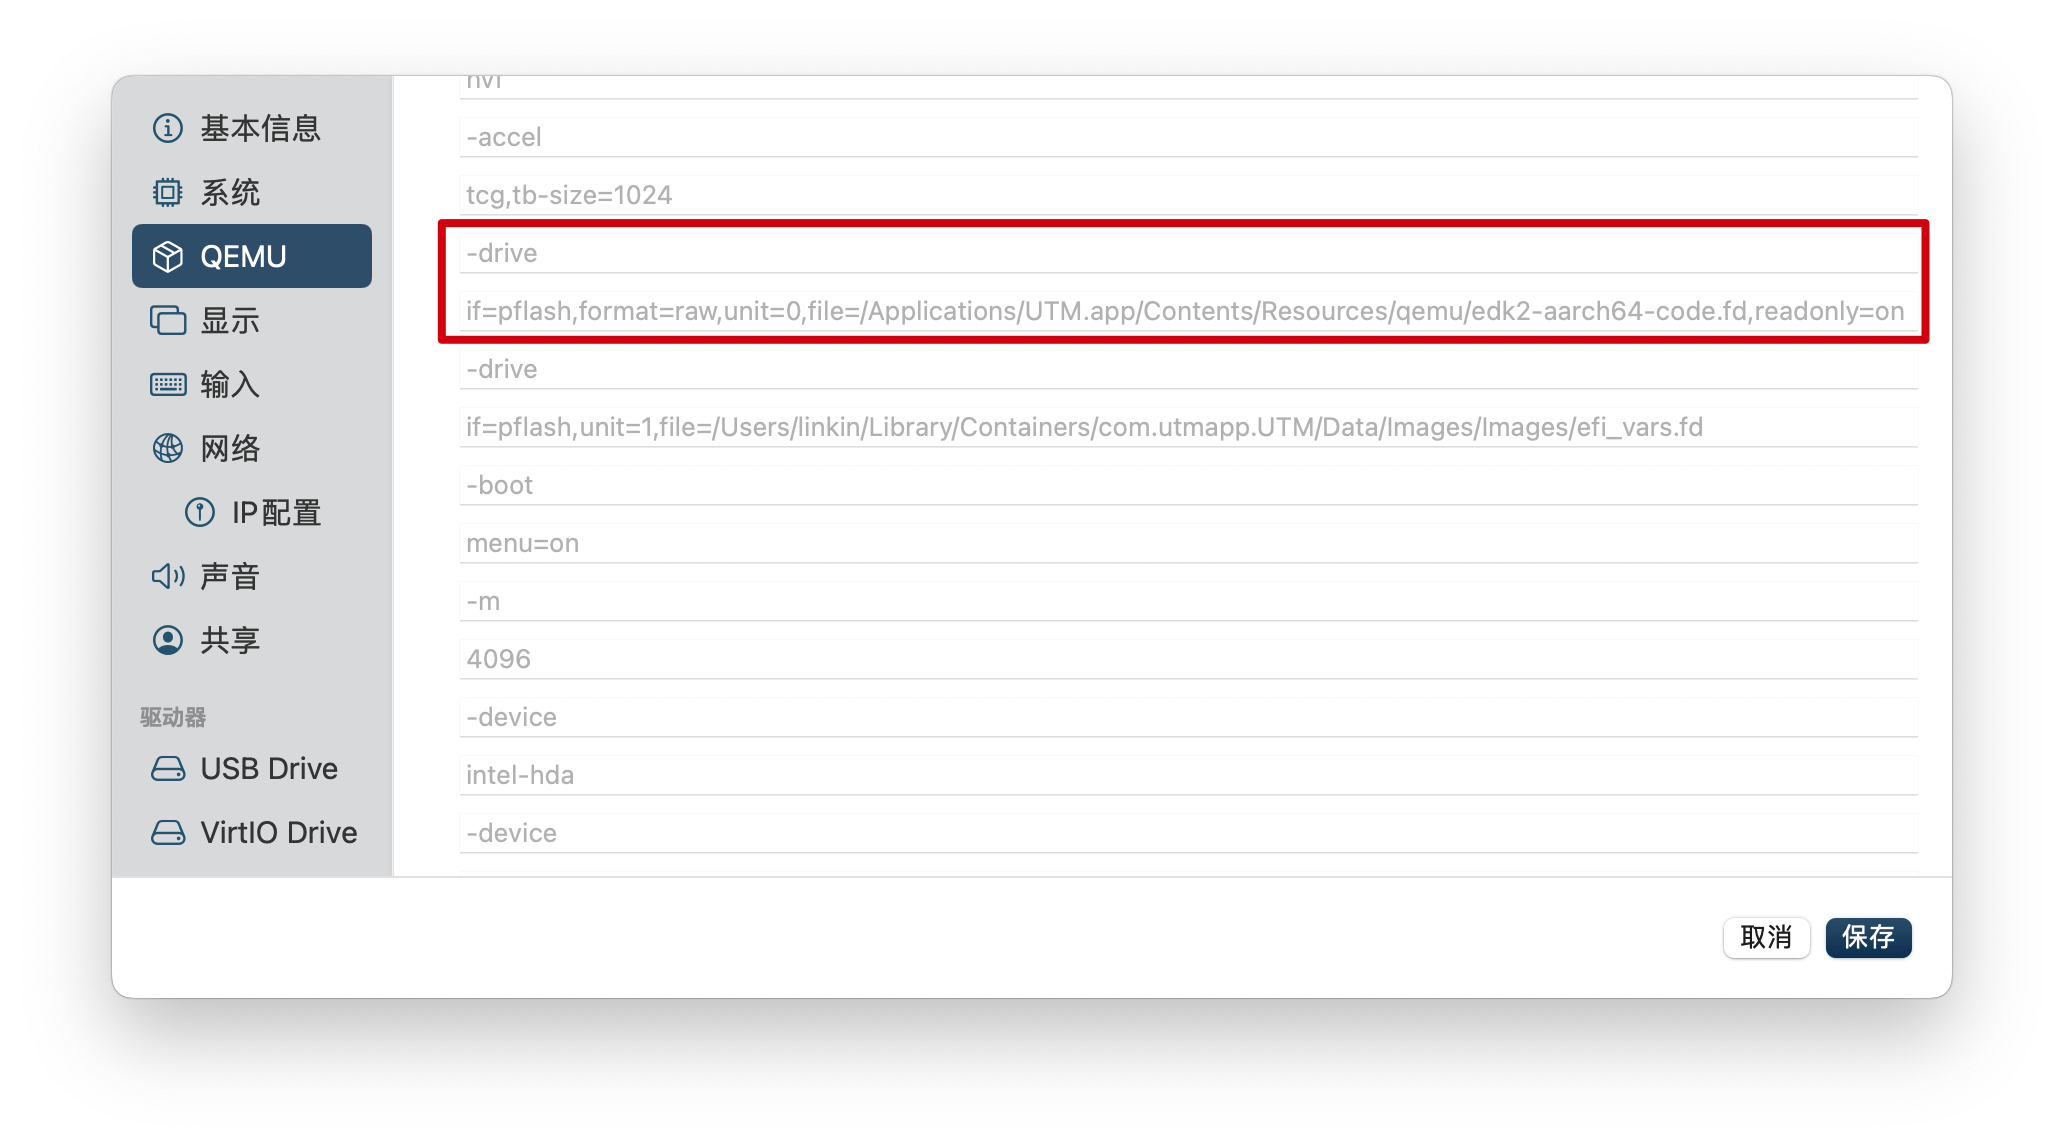 基本信息
系统
QEMU
显示
输入
网络
IP配置
声音
共享
驱动器
USB Drive
VirtIO Drive
hvf
-accel
tcg,tb-size=1024
-drive
if=pflash,format=raw,unit=0,file=/Applications/UTM.app/Contents/Resources/qemu/edk2-aarch64-code.fd,readonly=on
-drive
if=pflash,unit=1,file=/Users/linkin/Library/Containers/com.utmapp.UTM/Data/Images/Images/efi_vars.fd
-boot
menu=on
-m
4096
-device
intel-hda
-device
取消
保存